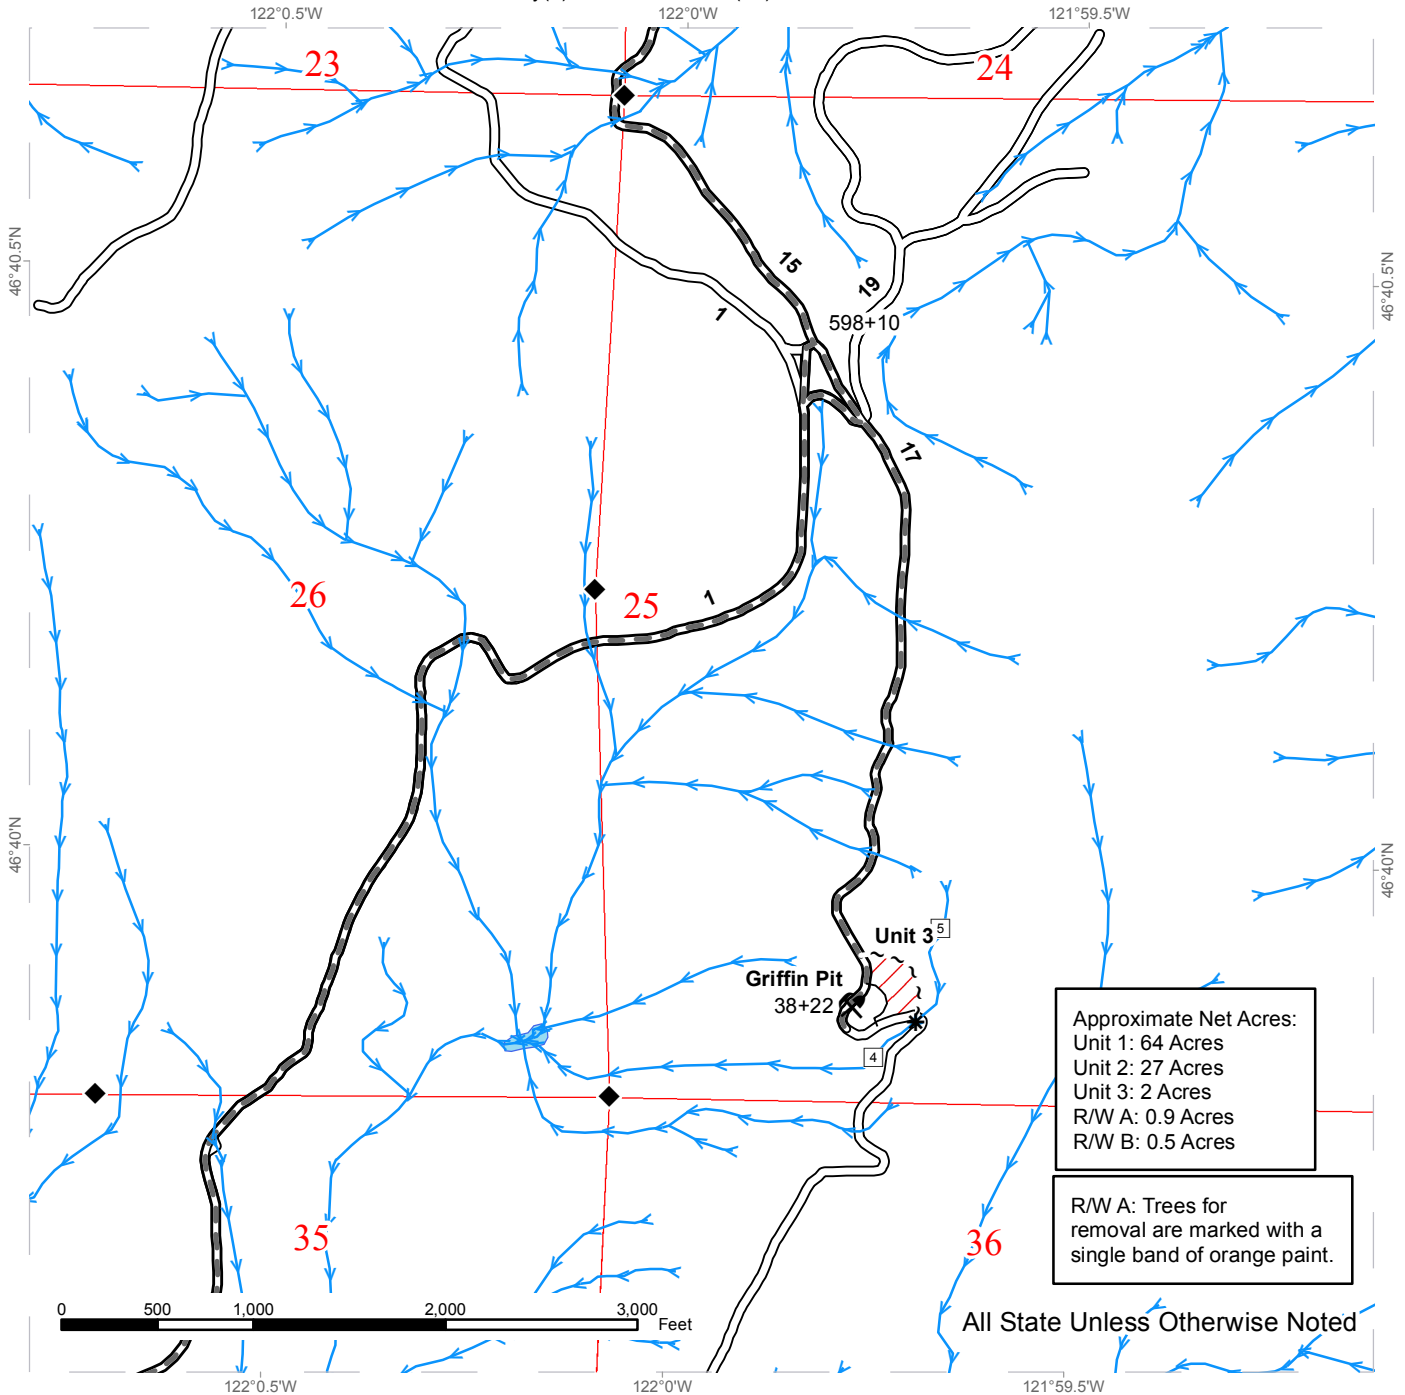 122°0.5'W
122°0'W
121°59.5'W
23
24
46°40.5'N
46°40.5'N
15
19
1
598+10
17
26
25
1
46°40'N
46°40'N
Unit 3
5
Griffin Pit
38+22
4
Approximate Net Acres:
Unit 1: 64 Acres
Unit 2: 27 Acres
Unit 3: 2 Acres
R/W A: 0.9 Acres
R/W B: 0.5 Acres
R/W A: Trees for
removal are marked with a
single band of orange paint.
35
36
0 500 1,000 2,000 3,000
Feet
All State Unless Otherwise Noted
122°0.5'W
122°0'W
121°59.5'W